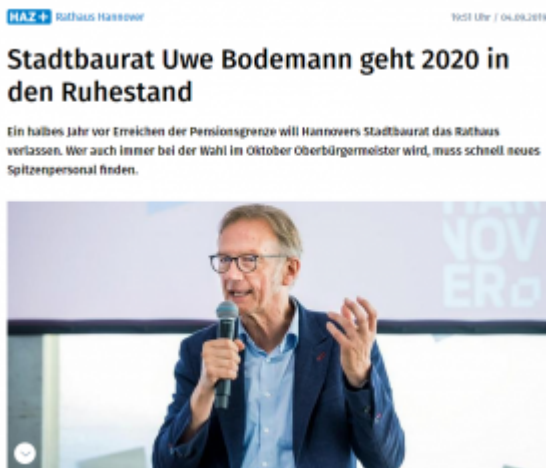 HAZ+ Rathaus Hannover
19:51 Uhr / 04.09.2019
Stadtbaurat Uwe Bodemann geht 2020 in
den Ruhestand
Ein halbes Jahr vor Erreichen der Pensionsgrenze will Hannovers Stadtbaurat das Rathaus
verlassen. Wer auch immer bei der Wahl im Oktober Oberbürgermeister wird, muss schnell neues
Spitzenpersonal finden.
HAN
NOV
ER